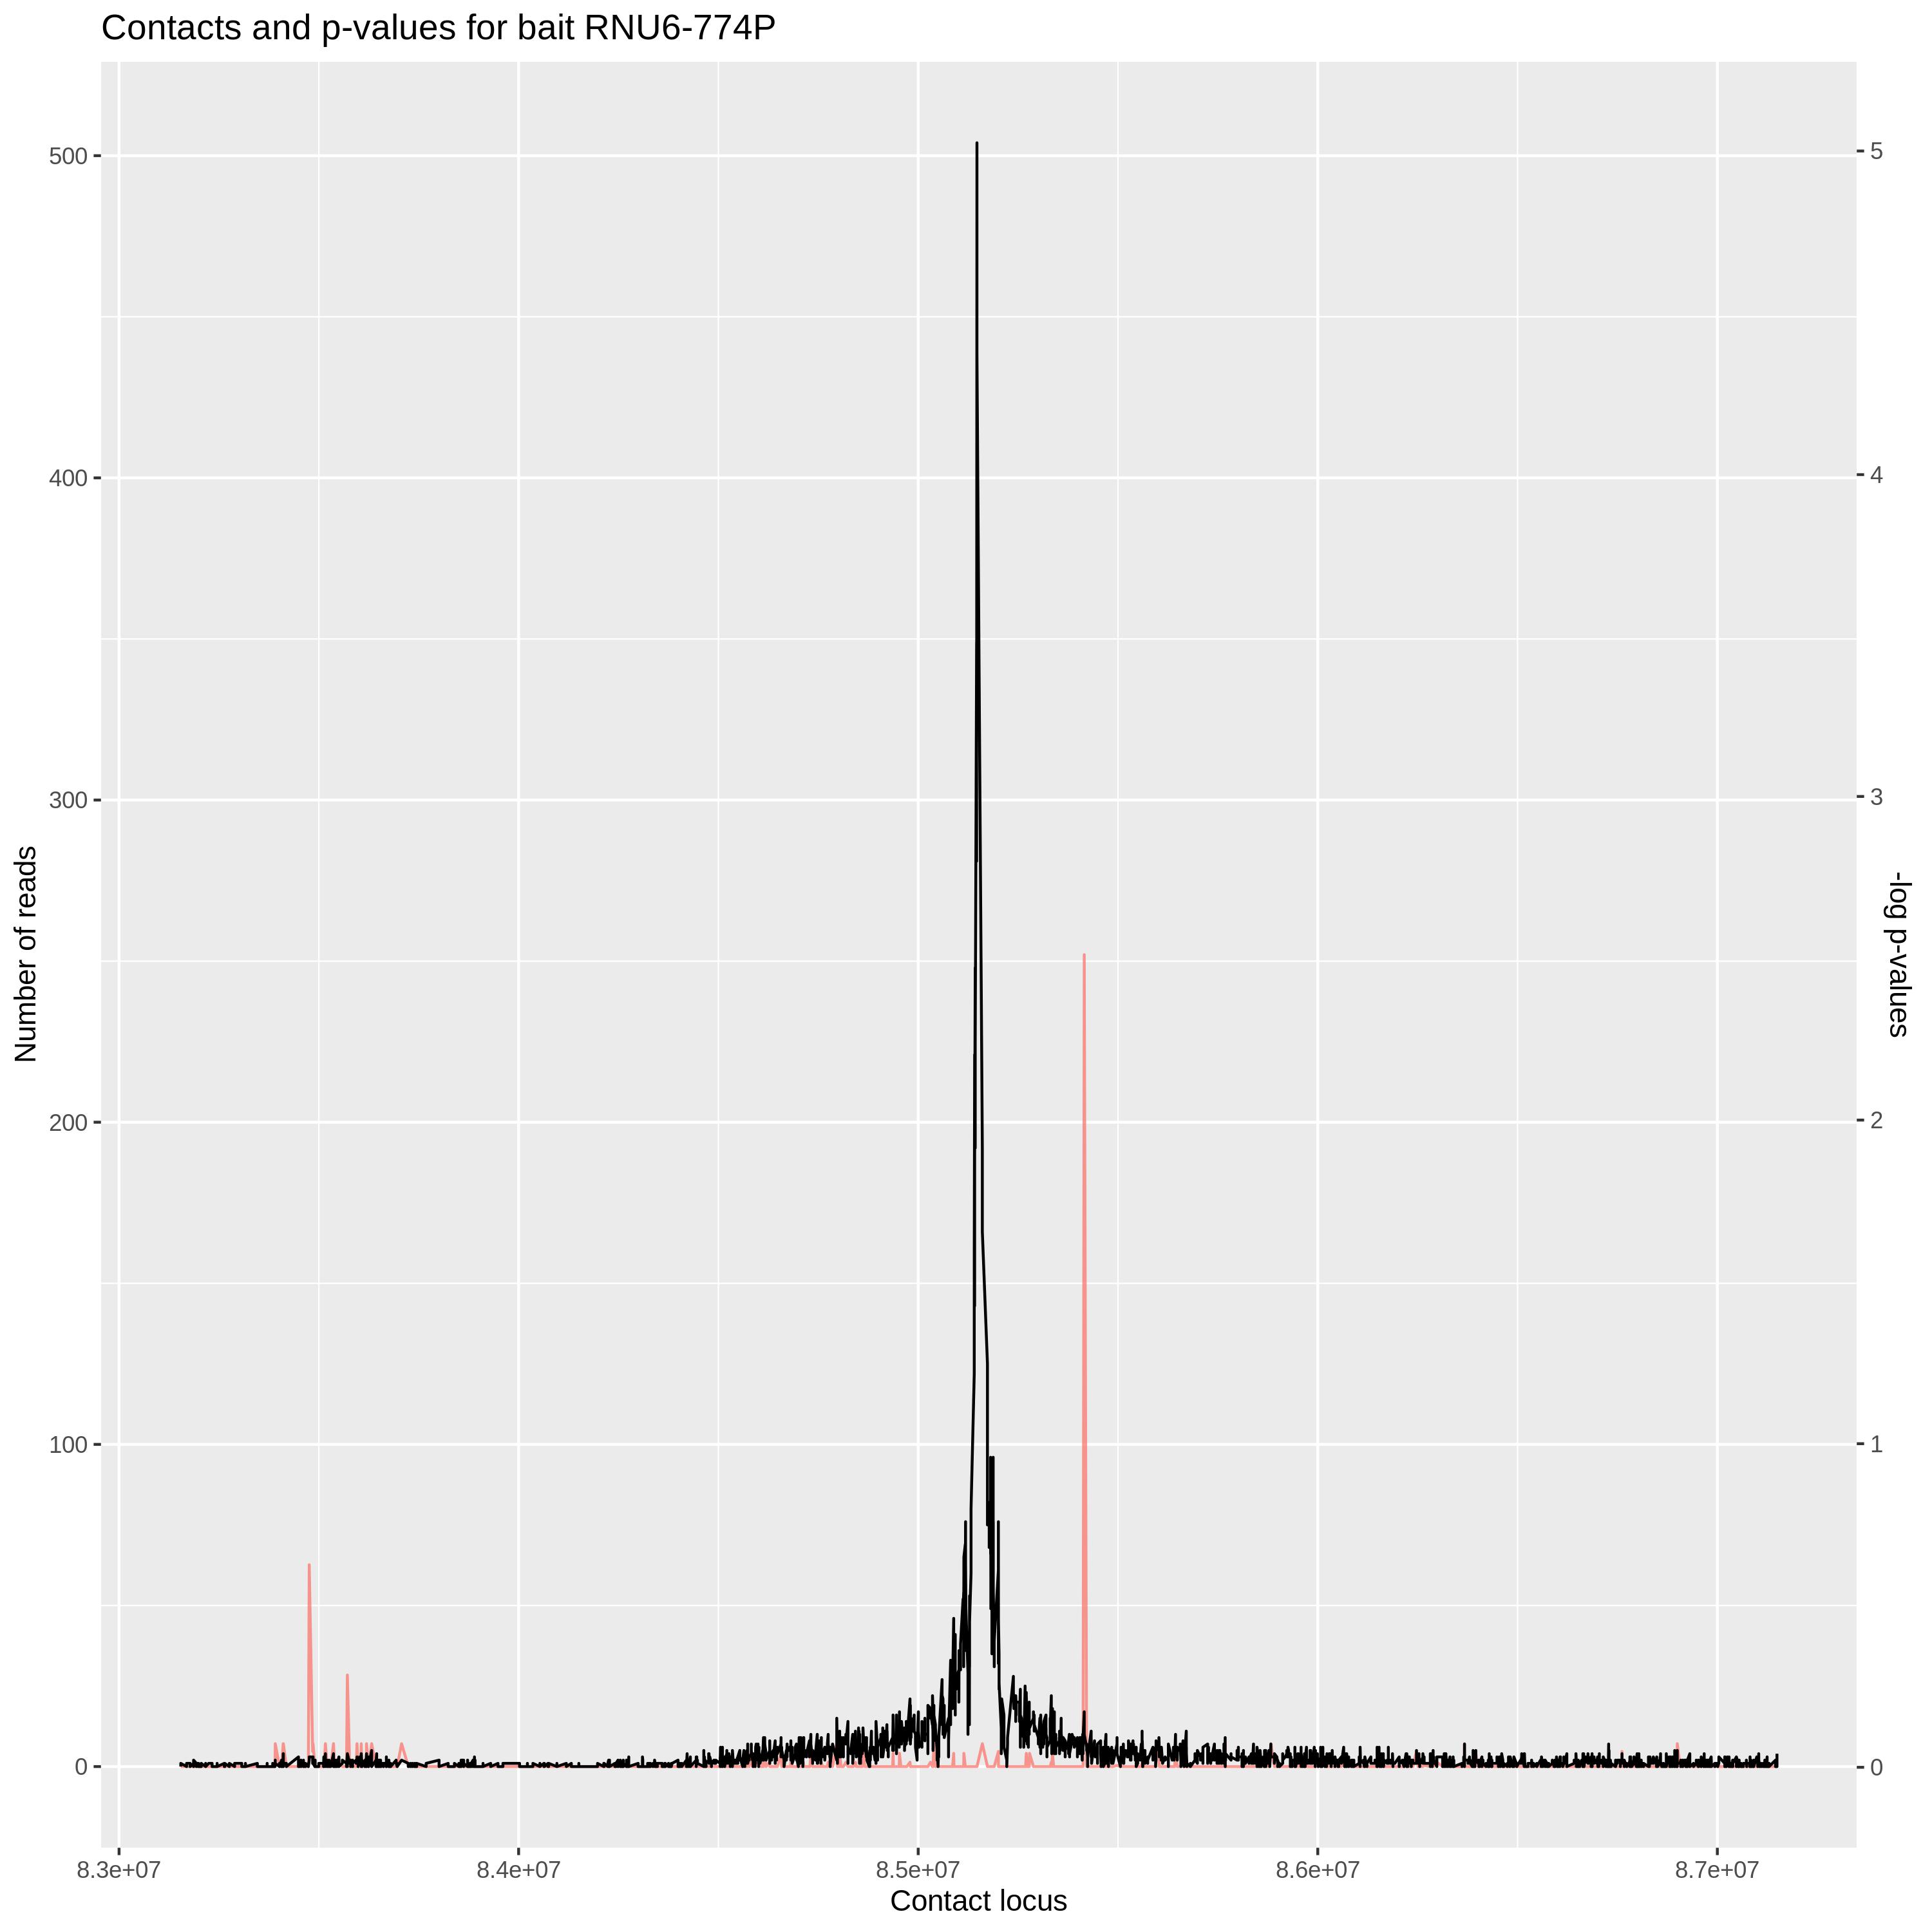 Contacts and p-values for bait RNU6-774P
500
400
300
200
100
0
Number of reads
5
4
3
2
1
0
-log p-values
8.3e+07 8.4e+07 8.5e+07 8.6e+07 8.7e+07
Contact locus